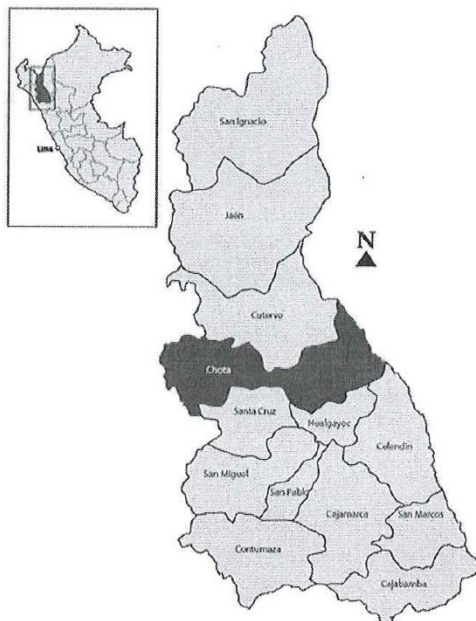 Lima
San Ignacio
Jaén
N
Cutervo
Chota
Santa Cruz
Hualgayoc
Celendín
San Miguel
San Pablo
Cajamarca
San Marcos
Contumaza
Cajabamba